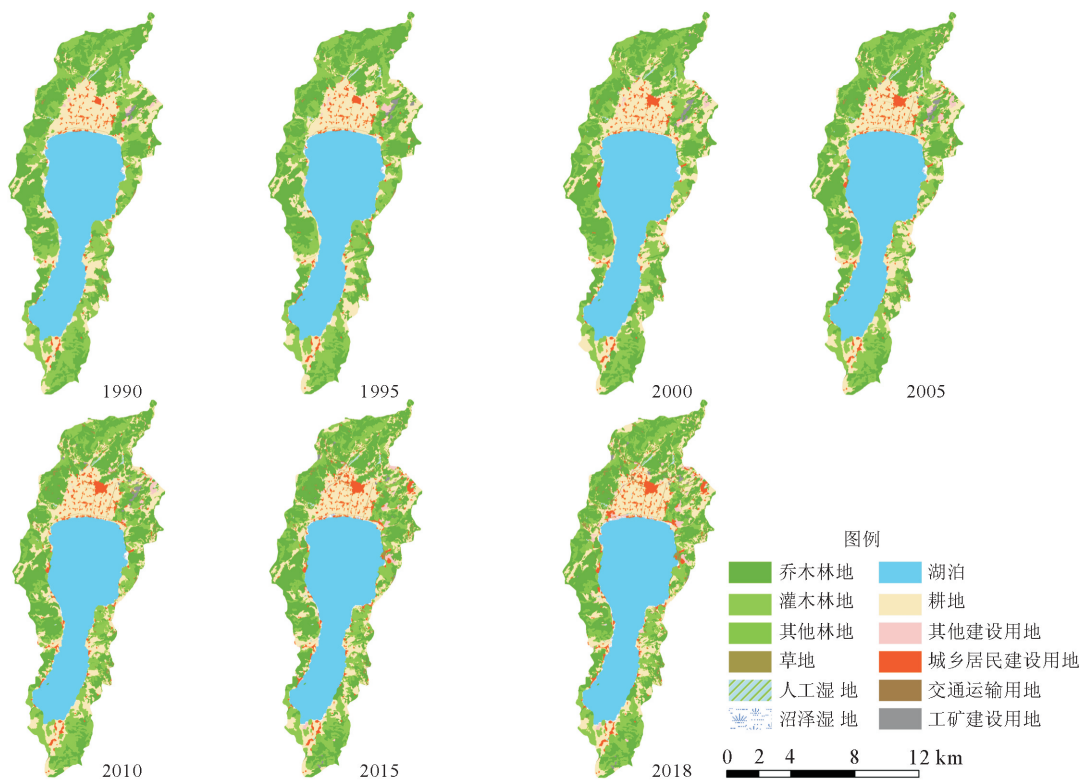 1990
1995
2000
2005
2010
2015
2018
图例
乔木林地
湖泊
灌木林地
耕地
其他林地
其他建设用地
草地
城乡居民建设用地
人工湿 地
交通运输用地
沼泽湿 地
工矿建设用地
0 2 4 8 12 km